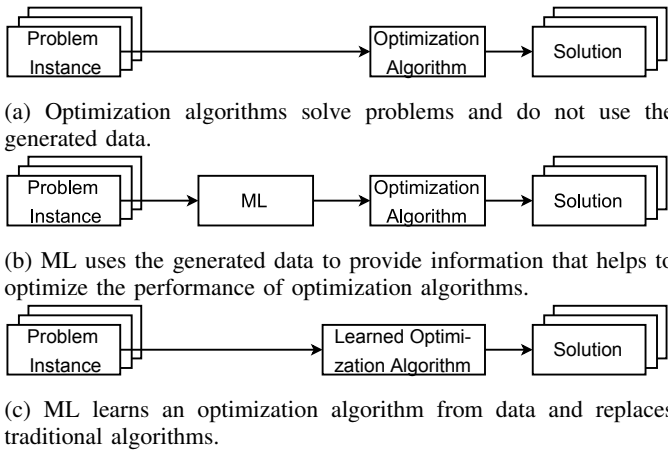 Problem Instance
Optimization Algorithm
Solution
(a) Optimization algorithms solve problems and do not use the
generated data.
Problem Instance
ML
Optimization Algorithm
Solution
(b) ML uses the generated data to provide information that helps to
optimize the performance of optimization algorithms.
Problem Instance
Learned Optimi-
zation Algorithm
Solution
(c) ML learns an optimization algorithm from data and replaces
traditional algorithms.